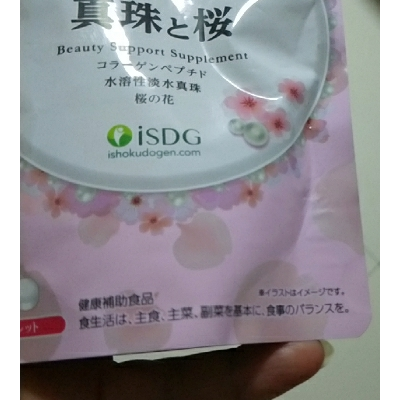 真珠と桜
Beauty Support Supplement
コラーゲンペプチド
水溶性淡水真珠
桜の花
iSDG
ishokudogen.com
※イラストはイメージです。
健康補助食品
食生活は、主食、主菜、副菜を基本に、食事のバランスを。
レット